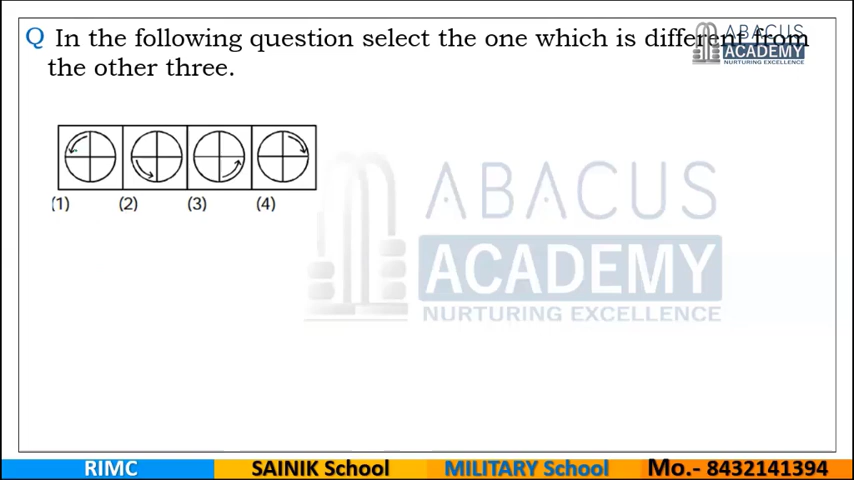 Q In the following question select the one which is different from
the other three.
ABACUS
ACADEMY
NURTURING EXCELLENCE
(1) (2) (3) (4)
ABACUS
ACADEMY
NURTURING EXCELLENCE
RIMC SAINIK School MILITARY School Mo.- 8432141394